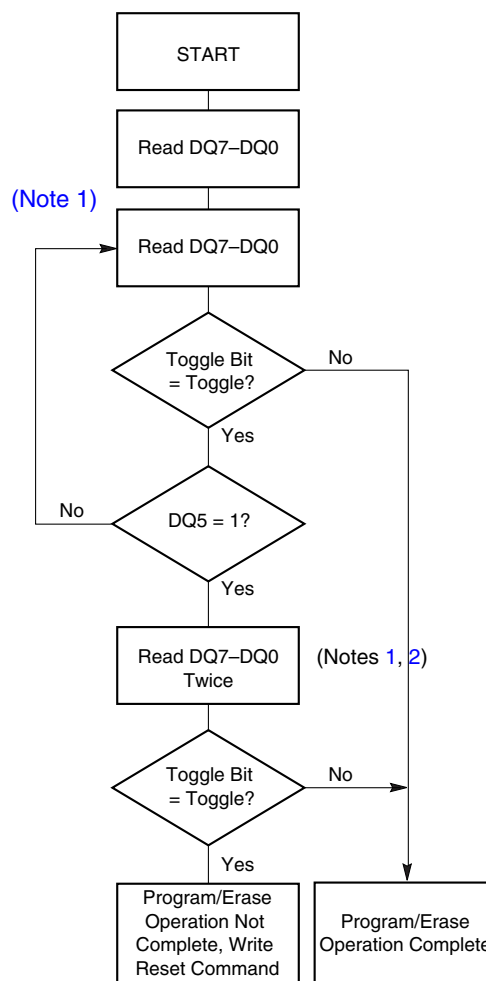 START
Read DQ7–DQ0
(Note 1)
Read DQ7–DQ0
Toggle Bit
= Toggle?
No
Yes
No
DQ5 = 1?
Yes
Read DQ7–DQ0
Twice
(Notes 1, 2)
Toggle Bit
= Toggle?
No
Yes
Program/Erase
Operation Not
Complete, Write
Reset Command
Program/Erase
Operation Complete